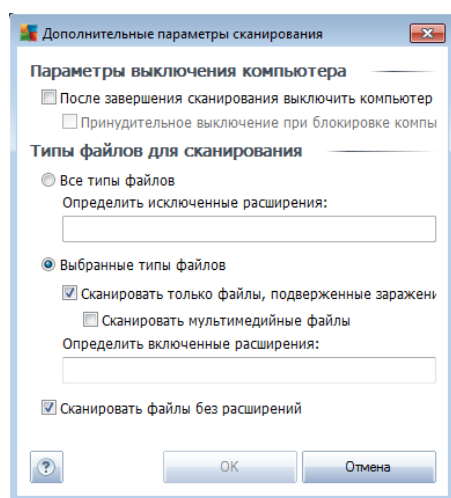 Дополнительные параметры сканирования
Параметры выключения компьютера
После завершения сканирования выключить компьютер
Принудительное выключение при блокировке компы
Типы файлов для сканирования
Все типы файлов
Определить исключенные расширения:
Выбранные типы файлов
Сканировать только файлы, подверженные заражени
Сканировать мультимедийные файлы
Определить включенные расширения:
Сканировать файлы без расширений
? OK Отмена